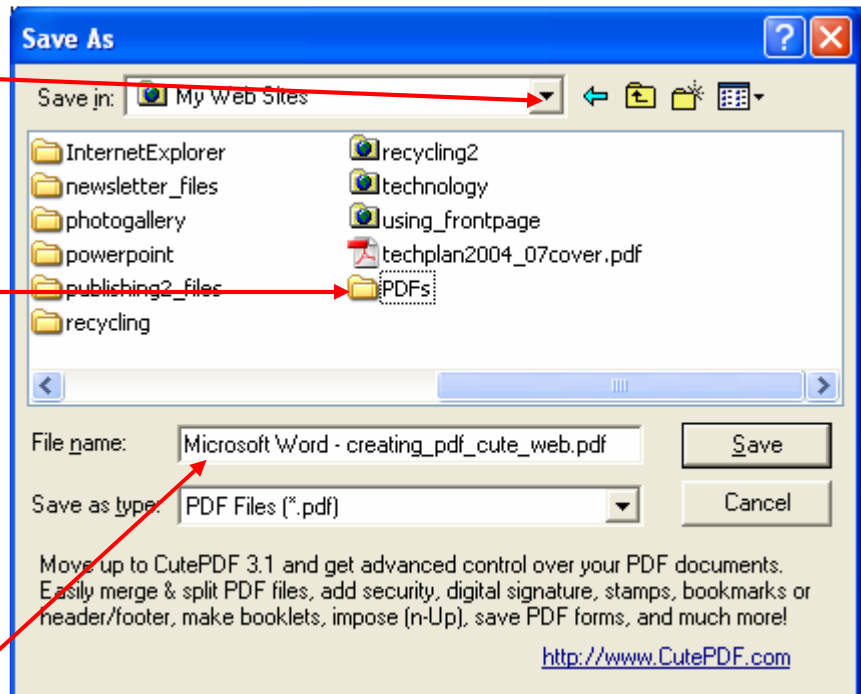 Save As
Save in: My Web Sites
InternetExplorer
newsletter_files
photogallery
powerpoint
publishing2_files
recycling
recycling2
technology
using_frontpage
techplan2004_07cover.pdf
PDFs
File name: Microsoft Word - creating_pdf_cute_web.pdf Save
Save as type: PDF Files (*.pdf) Cancel
Move up to CutePDF 3.1 and get advanced control over your PDF documents.
Easily merge & split PDF files, add security, digital signature, stamps, bookmarks or
header/footer, make booklets, impose (n-Up), save PDF forms, and much more!
http://www.CutePDF.com